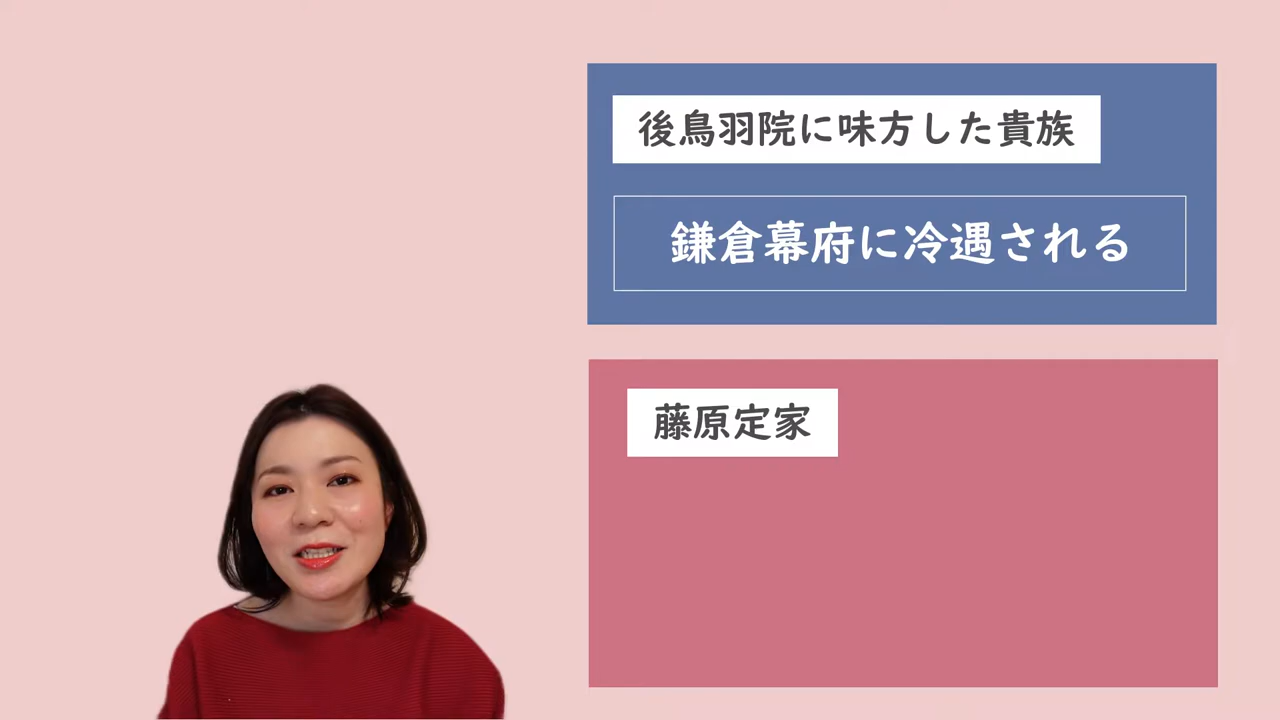 後鳥羽院に味方した貴族
鎌倉幕府に冷遇される
藤原定家